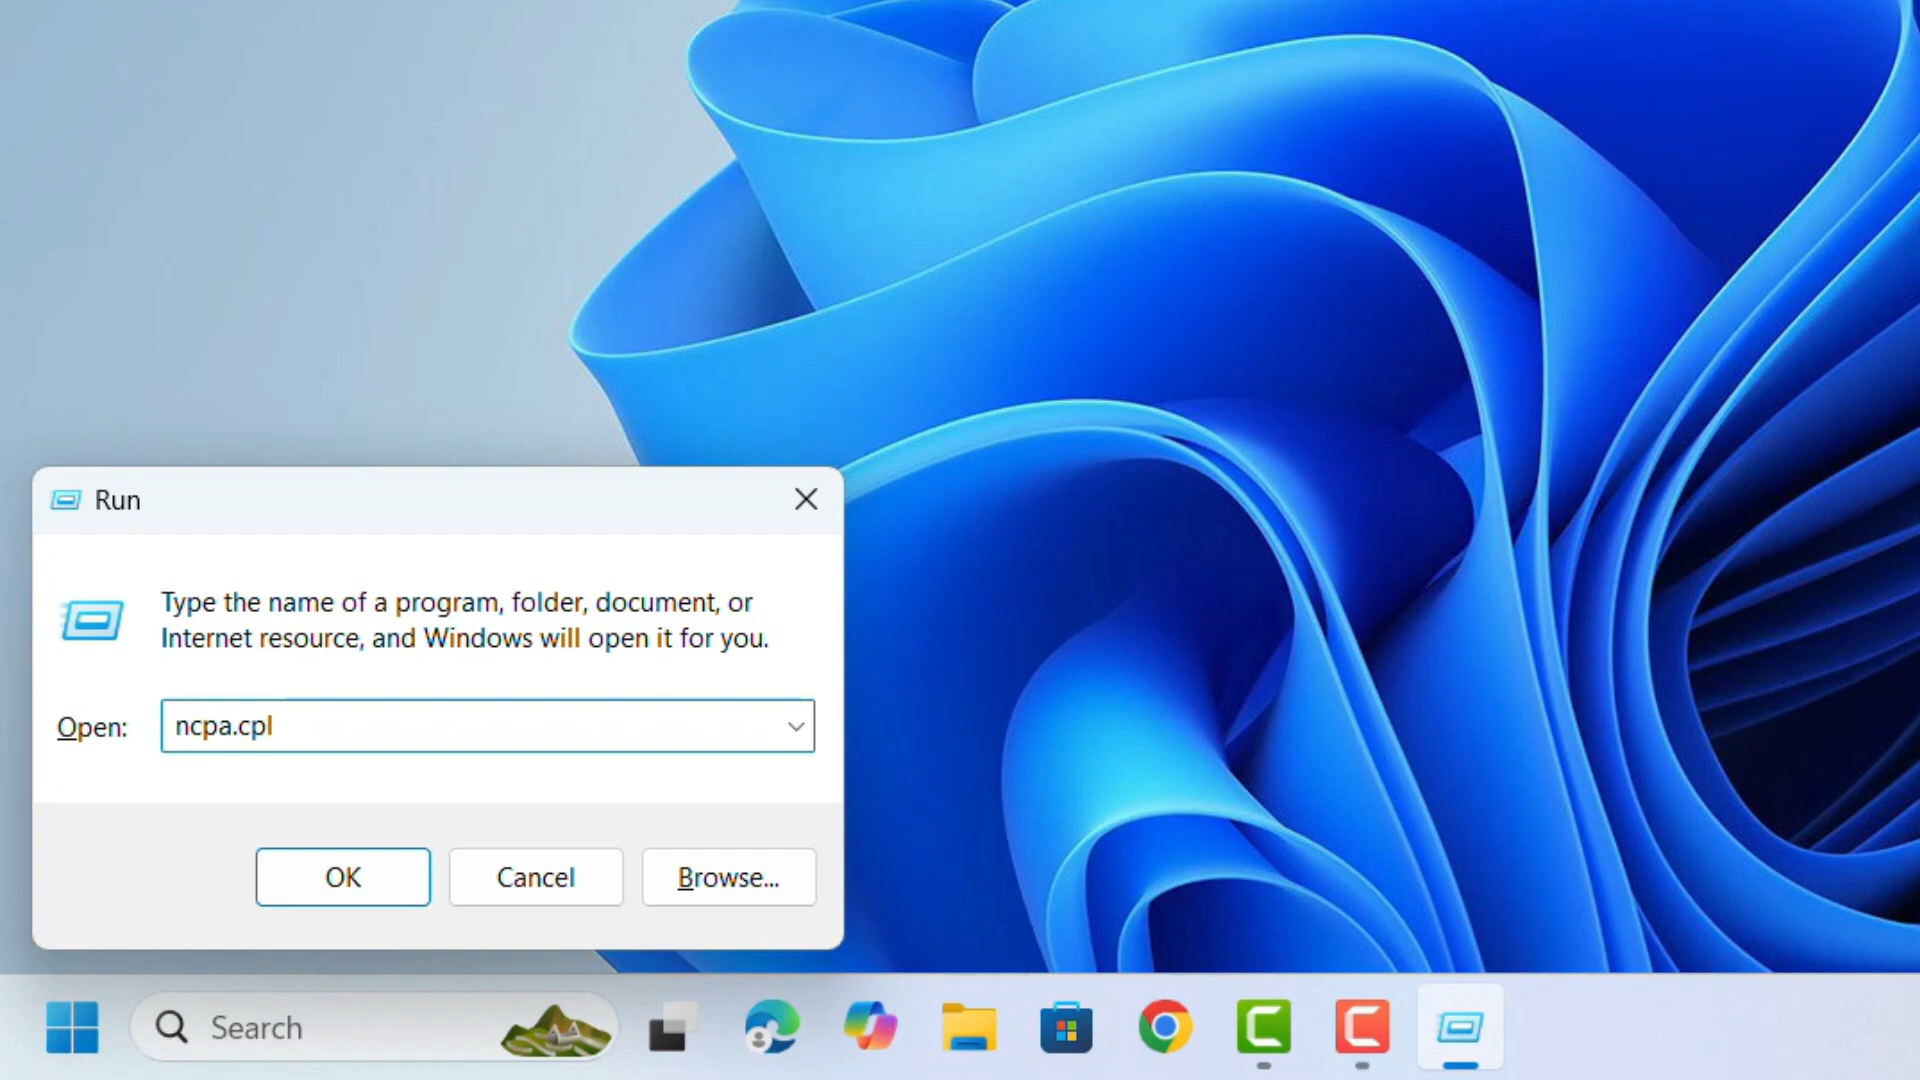 Run
Type the name of a program, folder, document, or
Internet resource, and Windows will open it for you.
Open:
ncpa.cpl
OK
Cancel
Browse...
Search